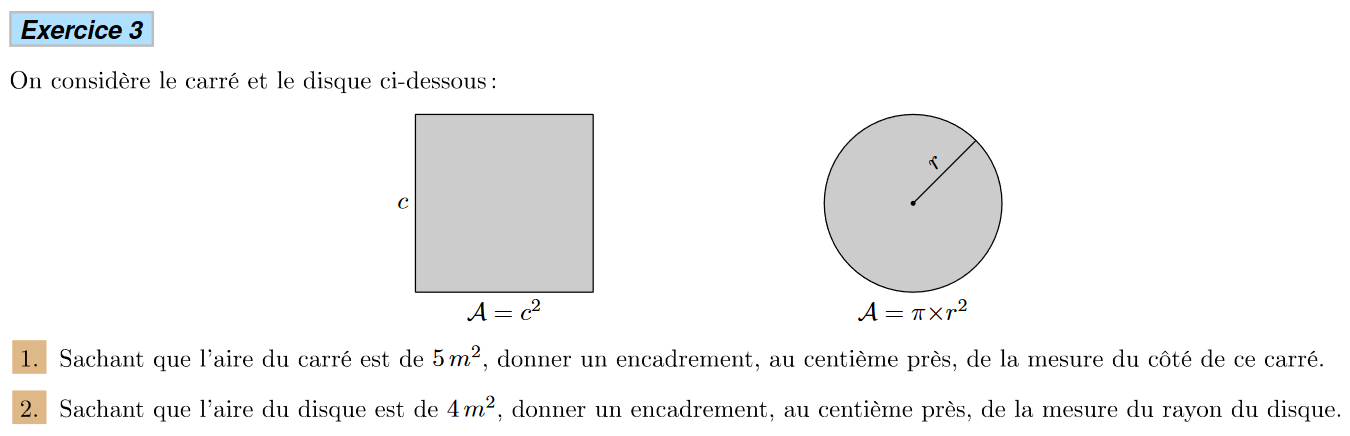 Exercice 3
On considère le carré et le disque ci-dessous :
c
r
𝒜 = c²
𝒜 = π×r²
1. Sachant que l'aire du carré est de 5 m², donner un encadrement, au centième près, de la mesure du côté de ce carré.
2. Sachant que l'aire du disque est de 4 m², donner un encadrement, au centième près, de la mesure du rayon du disque.